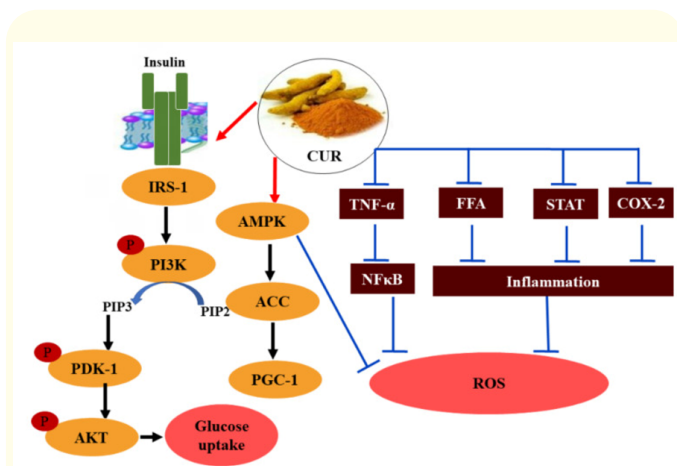 Insulin
CUR
IRS-1
TNF-α
FFA
STAT
COX-2
AMPK
P
PI3K
NFκB
Inflammation
PIP3
PIP2
ACC
P
PDK-1
PGC-1
ROS
P
AKT
Glucose
uptake